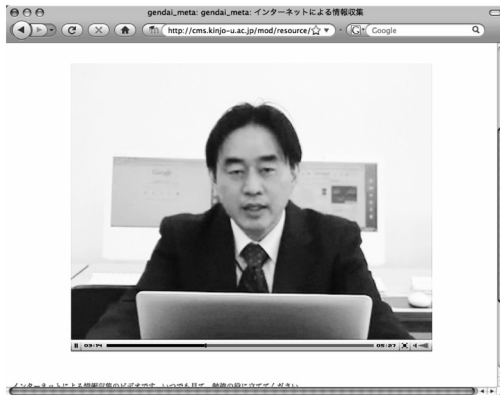 gendai_meta: gendai_meta: インターネットによる情報収集
http://cms.kinjo-u.ac.jp/mod/resource/
Google
Google
03:14
05:27
インターネットによる情報収集のビデオです。いつでも見て、勉強の役に立ててください。